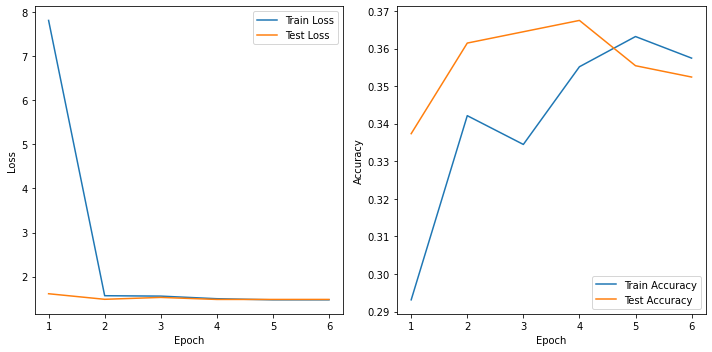 8
7
6
5
4
3
2
Loss
1 2 3 4 5 6
Epoch
Train Loss
Test Loss
0.37
0.36
0.35
0.34
0.33
0.32
0.31
0.30
0.29
Accuracy
1 2 3 4 5 6
Epoch
Train Accuracy
Test Accuracy